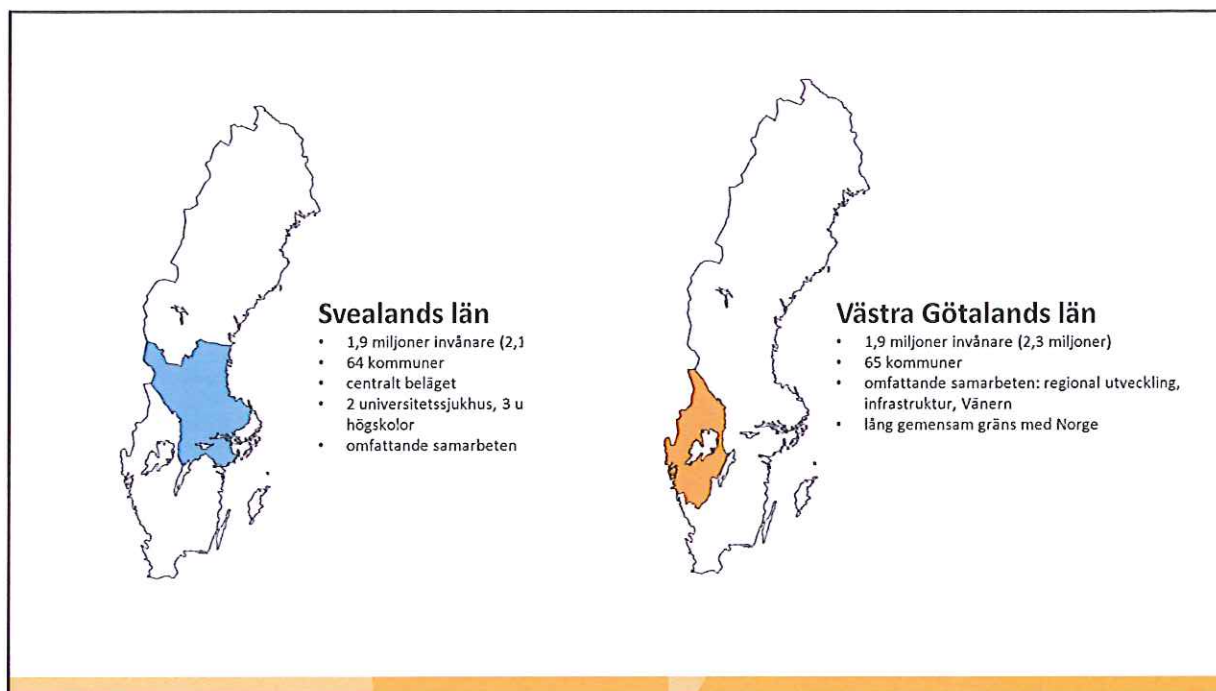 Svealands län
• 1,9 miljoner invånare (2,1
• 64 kommuner
• centralt beläget
• 2 universitetssjukhus, 3 u
högskolor
• omfattande samarbeten
Västra Götalands län
• 1,9 miljoner invånare (2,3 miljoner)
• 65 kommuner
• omfattande samarbeten: regional utveckling,
infrastruktur, Vänern
• lång gemensam gräns med Norge